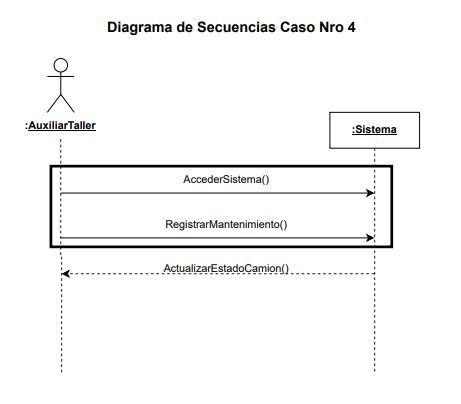 Diagrama de Secuencias Caso Nro 4
:AuxiliarTaller
:Sistema
AccederSistema()
RegistrarMantenimiento()
ActualizarEstadoCamion()